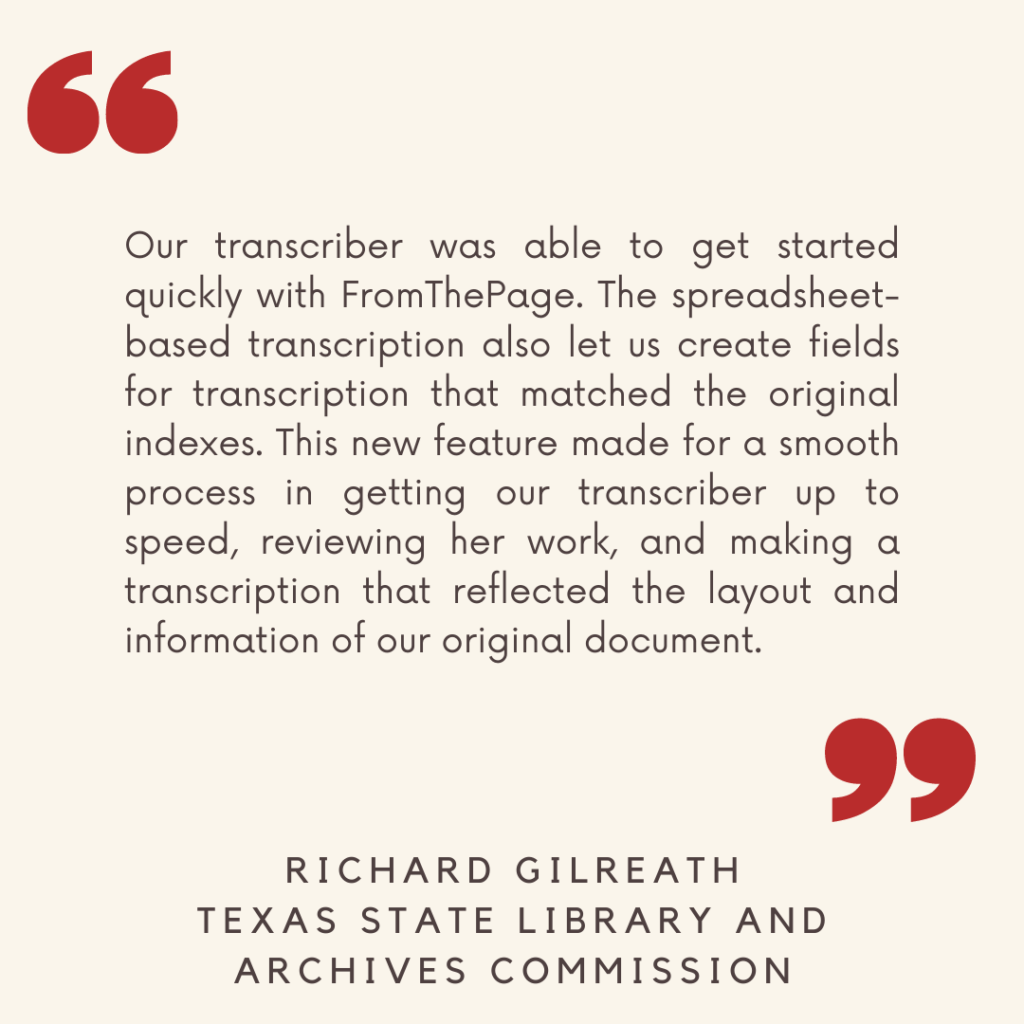 “
Our transcriber was able to get started
quickly with FromThePage. The spreadsheet-
based transcription also let us create fields
for transcription that matched the original
indexes. This new feature made for a smooth
process in getting our transcriber up to
speed, reviewing her work, and making a
transcription that reflected the layout and
information of our original document.
”
RICHARD GILREATH
TEXAS STATE LIBRARY AND
ARCHIVES COMMISSION